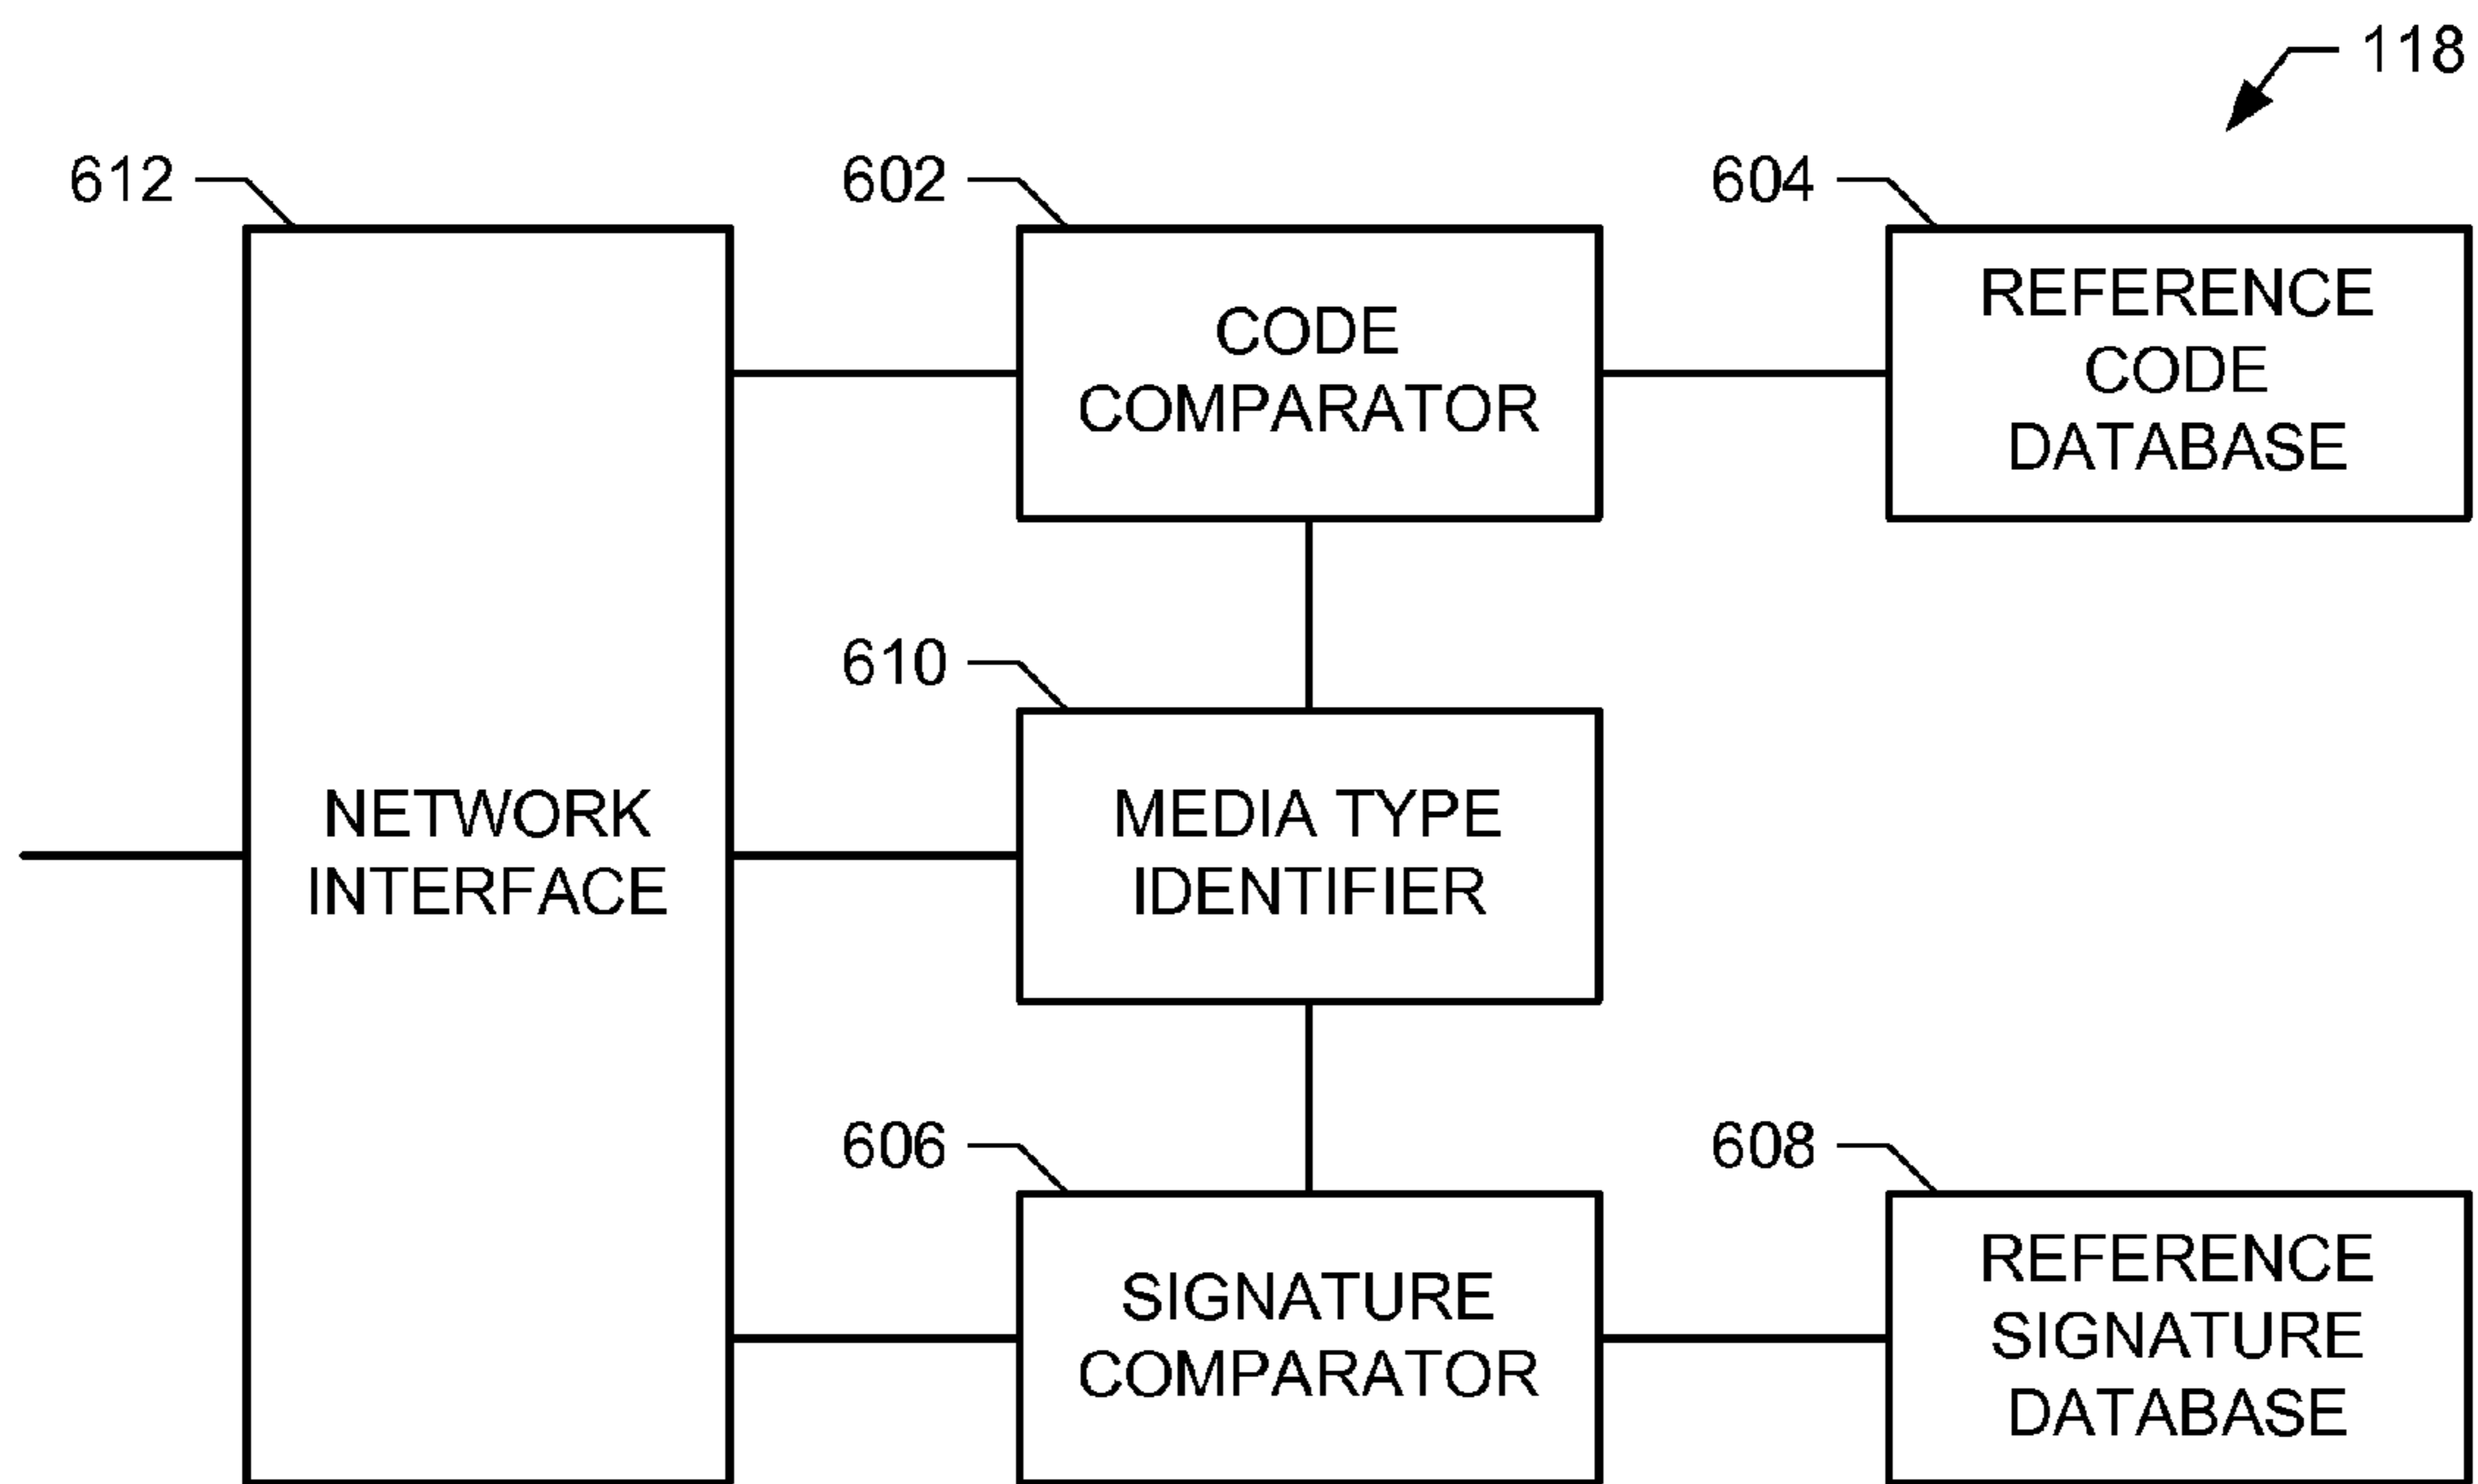 118
612
602
604
CODE
COMPARATOR
REFERENCE
CODE
DATABASE
610
NETWORK
INTERFACE
MEDIA TYPE
IDENTIFIER
606
608
SIGNATURE
COMPARATOR
REFERENCE
SIGNATURE
DATABASE